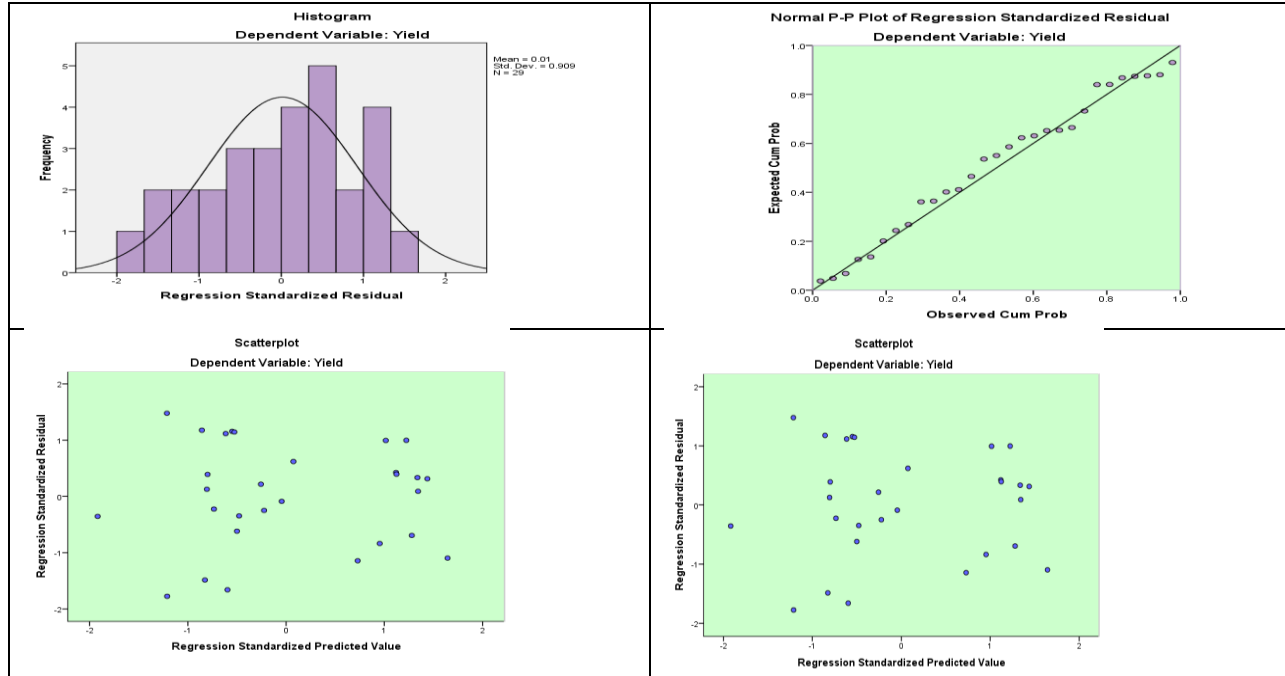 Histogram
Dependent Variable: Yield
Mean = 0.01
Std. Dev. = 0.909
N = 29
5
4
3
2
1
0
Frequency
-2
-1
0
1
2
Regression Standardized Residual
Normal P-P Plot of Regression Standardized Residual
Dependent Variable: Yield
1.0
0.8
0.6
0.4
0.2
0.0
Expected Cum Prob
0.0
0.2
0.4
0.6
0.8
1.0
Observed Cum Prob
Scatterplot
Dependent Variable: Yield
2
1
0
-1
-2
Regression Standardized Residual
-2
-1
0
1
2
Regression Standardized Predicted Value
Scatterplot
Dependent Variable: Yield
2
1
0
-1
-2
Regression Standardized Residual
-2
-1
0
1
2
Regression Standardized Predicted Value